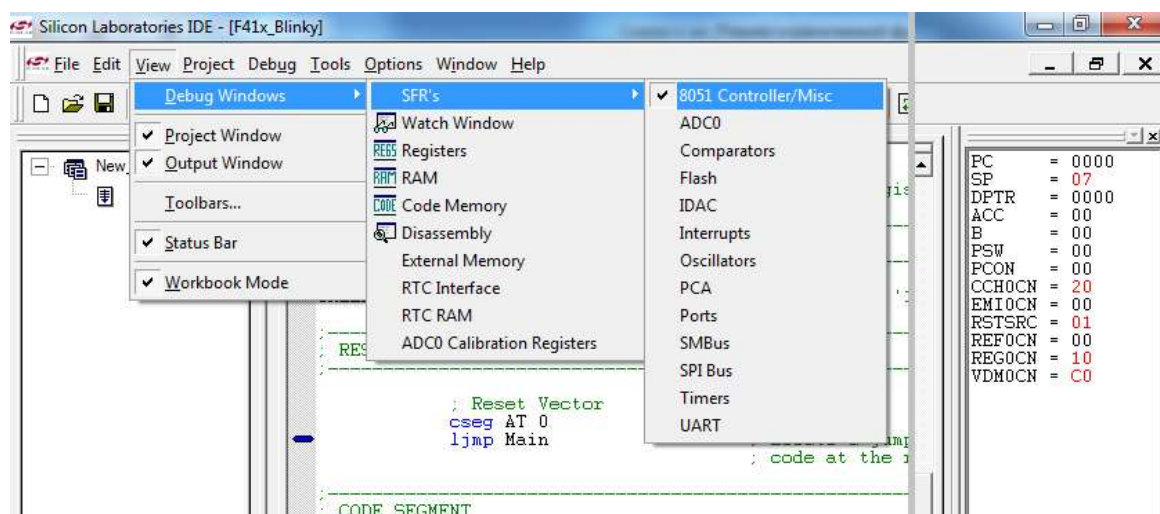 Silicon Laboratories IDE - [F41x_Blinky]
File Edit View Project Debug Tools Options Window Help
Debug Windows
Project Window
Output Window
Toolbars...
Status Bar
Workbook Mode
SFR's
Watch Window
REGS Registers
RAM RAM
CODE Code Memory
Disassembly
External Memory
RTC Interface
RTC RAM
ADC0 Calibration Registers
8051 Controller/Misc
ADC0
Comparators
Flash
IDAC
Interrupts
Oscillators
PCA
Ports
SMBus
SPI Bus
Timers
UART
New_
; RES
; Reset Vector
cseg AT 0
ljmp Main
; code at the
; CODE SEGMENT
PC = 0000
SP = 07
DPTR = 0000
ACC = 00
B = 00
PSW = 00
PCON = 00
CCH0CN = 20
EMI0CN = 00
RSTSRC = 01
REF0CN = 00
REG0CN = 10
VDM0CN = C0